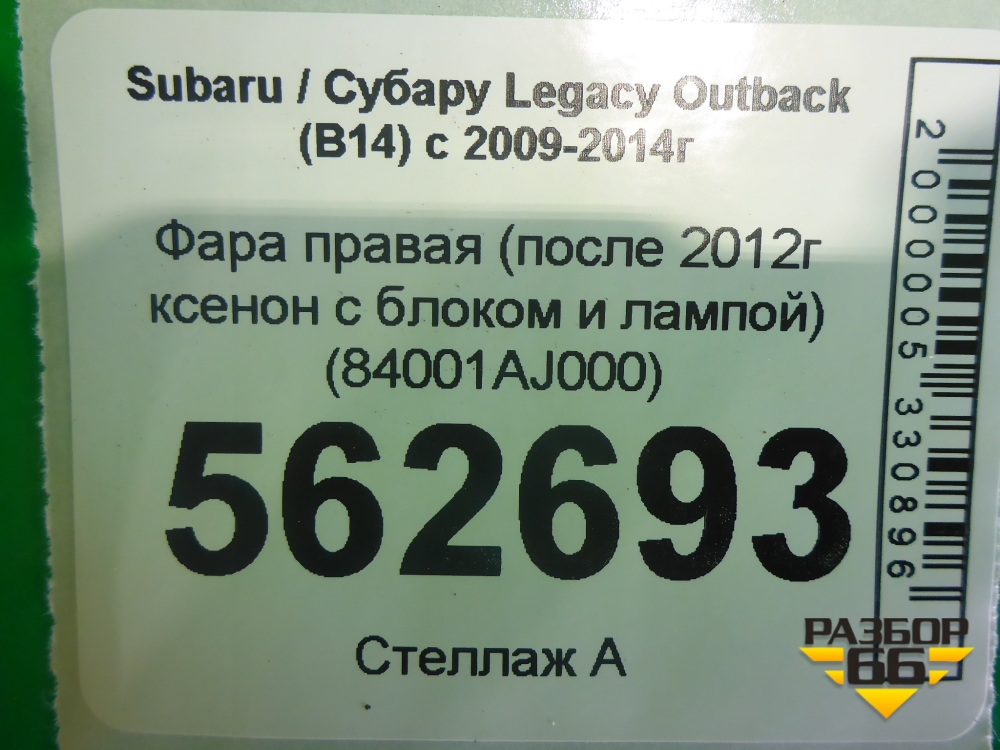 Subaru / Субару Legacy Outback
(B14) с 2009-2014г
Фара правая (после 2012г
ксенон с блоком и лампой)
(84001AJ000)
562693
Стеллаж А
2000005330896
РАЗБОР
66